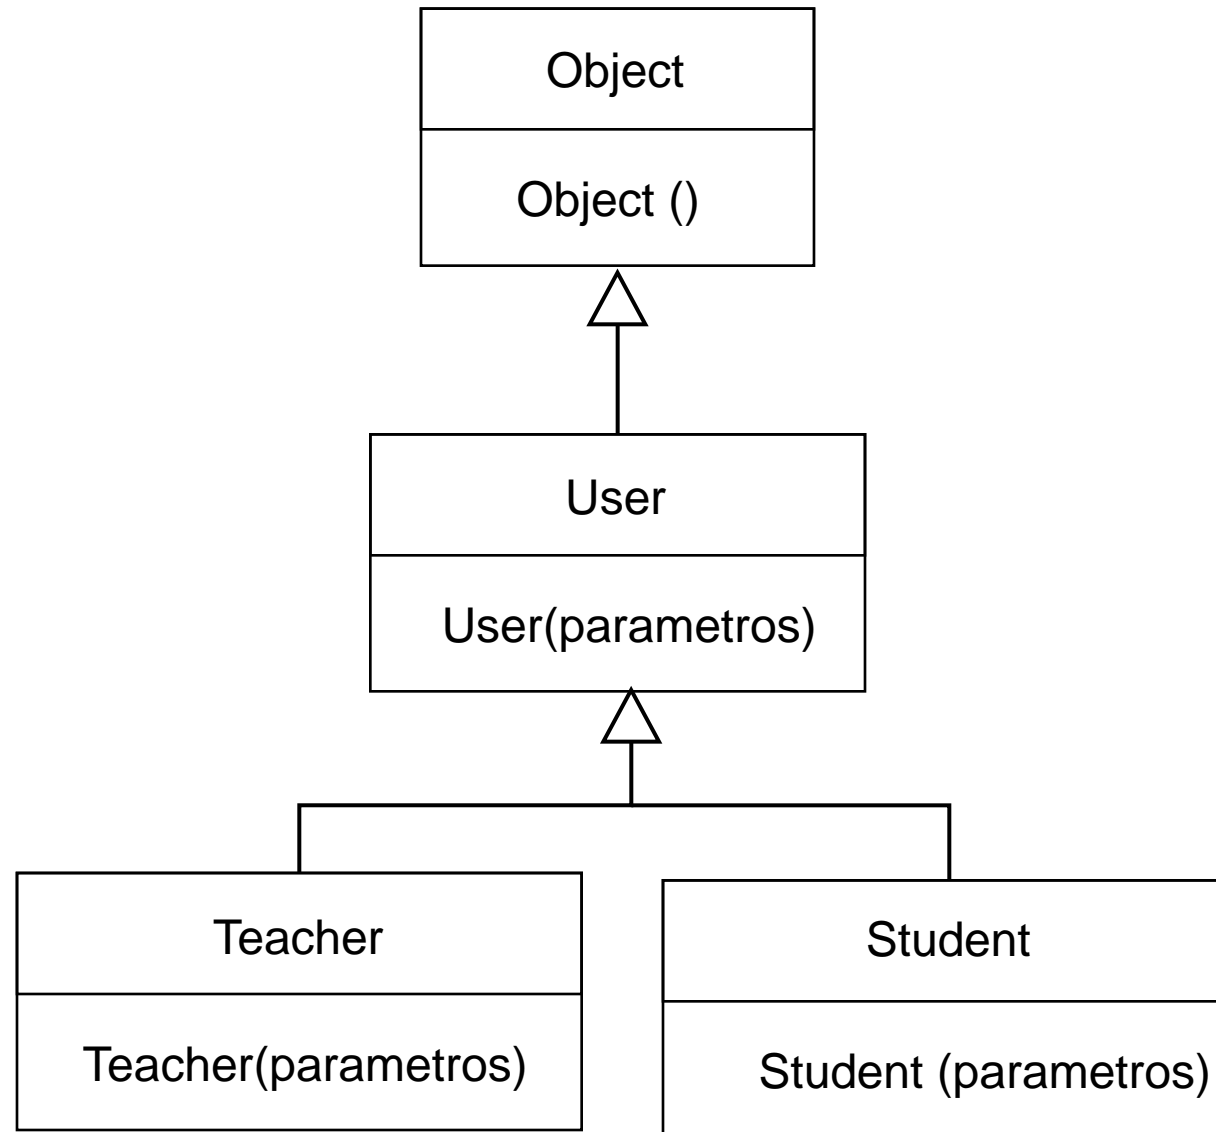 Object
Object ()
User
User(parametros)
Teacher
Teacher(parametros)
Student
Student (parametros)